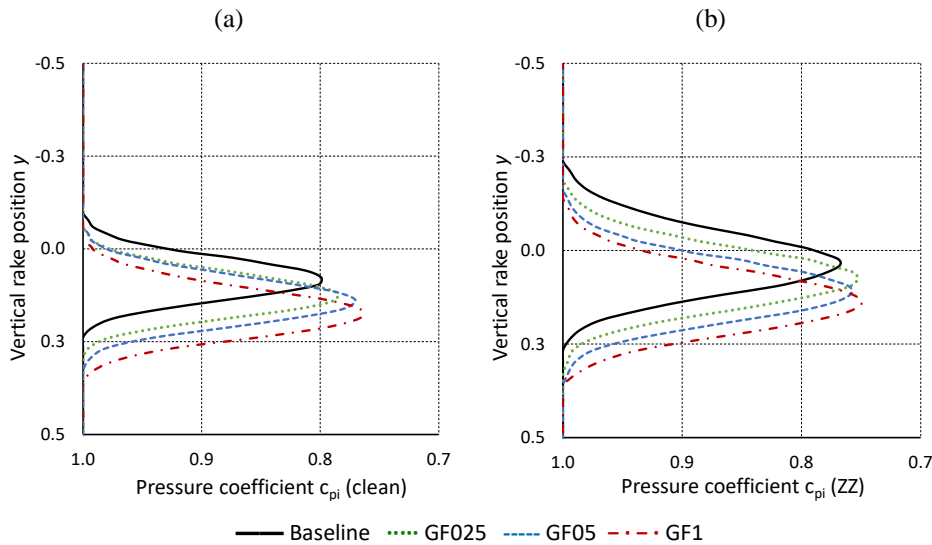 (a)
(b)
Vertical rake position y
-0.5
-0.3
0.0
0.3
0.5
1.0 0.9 0.8 0.7
Pressure coefficient cpi (clean)
Vertical rake position y
-0.5
-0.3
0.0
0.3
0.5
1.0 0.9 0.8 0.7
Pressure coefficient cpi (ZZ)
Baseline GF025 GF05 GF1